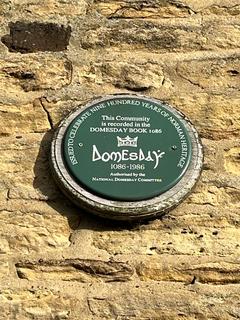 ISSUED TO CELEBRATE NINE HUNDRED YEARS OF NORMAN HERITAGE
This Community
is recorded in the
DOMESDAY BOOK 1086
DOMESDAY
1086-1986
Authorised by the
NATIONAL DOMESDAY COMMITTEE